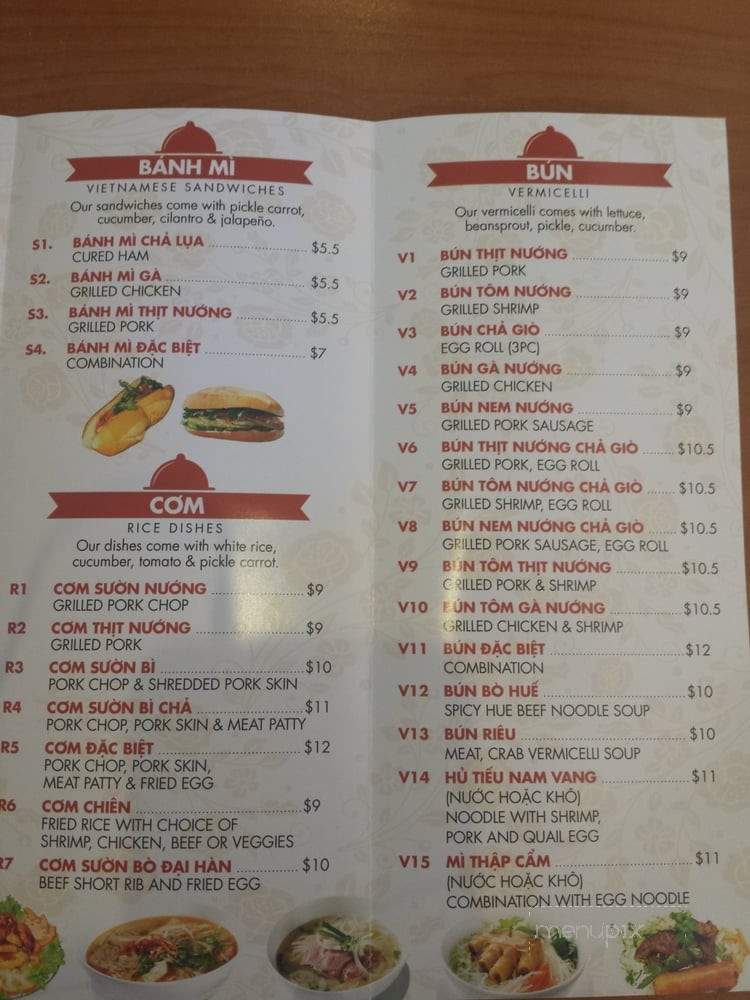 BÁNH MÌ
VIETNAMESE SANDWICHES
Our sandwiches come with pickle carrot,
cucumber, cilantro & jalapeño.
S1. BÁNH MÌ CHẢ LỤA $5.5
CURED HAM
S2. BÁNH MÌ GÀ $5.5
GRILLED CHICKEN
S3. BÁNH MÌ THỊT NƯỚNG $5.5
GRILLED PORK
S4. BÁNH MÌ ĐẶC BIỆT $7
COMBINATION
CƠM
RICE DISHES
Our dishes come with white rice,
cucumber, tomato & pickle carrot.
R1 CƠM SƯỜN NƯỚNG $9
GRILLED PORK CHOP
R2 CƠM THỊT NƯỚNG $9
GRILLED PORK
R3 CƠM SƯỜN BÌ $10
PORK CHOP & SHREDDED PORK SKIN
R4 CƠM SƯỜN BÌ CHẢ $11
PORK CHOP, PORK SKIN & MEAT PATTY
R5 CƠM ĐẶC BIỆT $12
PORK CHOP, PORK SKIN,
MEAT PATTY & FRIED EGG
R6 CƠM CHIÊN $9
FRIED RICE WITH CHOICE OF
SHRIMP, CHICKEN, BEEF OR VEGGIES
R7 CƠM SƯỜN BÒ ĐẠI HÀN $10
BEEF SHORT RIB AND FRIED EGG
BÚN
VERMICELLI
Our vermicelli comes with lettuce,
beansprout, pickle, cucumber.
V1 BÚN THỊT NƯỚNG $9
GRILLED PORK
V2 BÚN TÔM NƯỚNG $9
GRILLED SHRIMP
V3 BÚN CHẢ GIÒ $9
EGG ROLL (3PC)
V4 BÚN GÀ NƯỚNG $9
GRILLED CHICKEN
V5 BÚN NEM NƯỚNG $9
GRILLED PORK SAUSAGE
V6 BÚN THỊT NƯỚNG CHẢ GIÒ $10.5
GRILLED PORK, EGG ROLL
V7 BÚN TÔM NƯỚNG CHẢ GIÒ $10.5
GRILLED SHRIMP, EGG ROLL
V8 BÚN NEM NƯỚNG CHẢ GIÒ $10.5
GRILLED PORK SAUSAGE, EGG ROLL
V9 BÚN TÔM THỊT NƯỚNG $10.5
GRILLED PORK & SHRIMP
V10 BÚN TÔM GÀ NƯỚNG $10.5
GRILLED CHICKEN & SHRIMP
V11 BÚN ĐẶC BIỆT $12
COMBINATION
V12 BÚN BÒ HUẾ $10
SPICY HUE BEEF NOODLE SOUP
V13 BÚN RIÊU $10
MEAT, CRAB VERMICELLI SOUP
V14 HỦ TIẾU NAM VANG $11
(NƯỚC HOẶC KHÔ)
NOODLE WITH SHRIMP,
PORK AND QUAIL EGG
V15 MÌ THẬP CẨM $11
(NƯỚC HOẶC KHÔ)
COMBINATION WITH EGG NOODLE
menupix